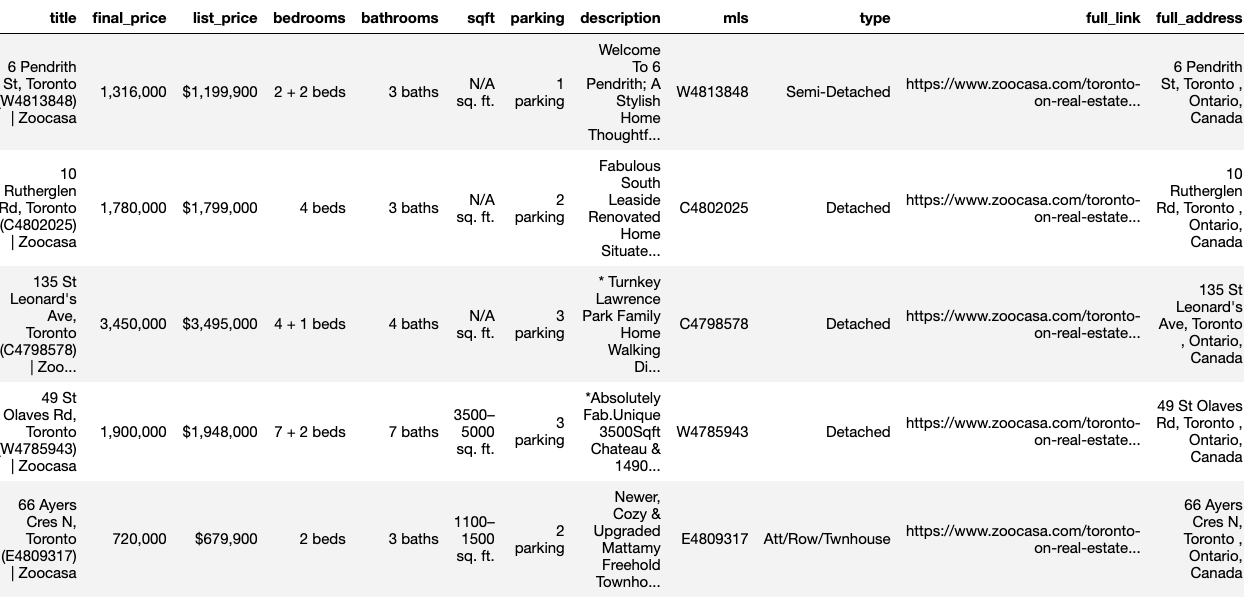 title
final_price
list_price
bedrooms
bathrooms
sqft
parking
description
mls
type
full_link
full_address
6 Pendrith
St, Toronto
(W4813848)
| Zoocasa
1,316,000
$1,199,900
2 + 2 beds
3 baths
N/A
sq. ft.
1
parking
Welcome
To 6
Pendrith; A
Stylish
Home
Thoughtf...
W4813848
Semi-Detached
https://www.zoocasa.com/toronto-
on-real-estate...
6 Pendrith
St, Toronto ,
Ontario,
Canada
10
Rutherglen
Rd, Toronto
(C4802025)
| Zoocasa
1,780,000
$1,799,000
4 beds
3 baths
N/A
sq. ft.
2
parking
Fabulous
South
Leaside
Renovated
Home
Situate...
C4802025
Detached
https://www.zoocasa.com/toronto-
on-real-estate...
10
Rutherglen
Rd, Toronto ,
Ontario,
Canada
135 St
Leonard's
Ave,
Toronto
(C4798578)
| Zoo...
3,450,000
$3,495,000
4 + 1 beds
4 baths
N/A
sq. ft.
3
parking
* Turnkey
Lawrence
Park Family
Home
Walking
Di...
C4798578
Detached
https://www.zoocasa.com/toronto-
on-real-estate...
135 St
Leonard's
Ave, Toronto
, Ontario,
Canada
49 St
Olaves Rd,
Toronto
(W4785943)
| Zoocasa
1,900,000
$1,948,000
7 + 2 beds
7 baths
3500–
5000
sq. ft.
3
parking
*Absolutely
Fab.Unique
3500Sqft
Chateau &
1490...
W4785943
Detached
https://www.zoocasa.com/toronto-
on-real-estate...
49 St Olaves
Rd, Toronto ,
Ontario,
Canada
66 Ayers
Cres N,
Toronto
(E4809317)
| Zoocasa
720,000
$679,900
2 beds
3 baths
1100–
1500
sq. ft.
2
parking
Newer,
Cozy &
Upgraded
Mattamy
Freehold
Townho...
E4809317
Att/Row/Twnhouse
https://www.zoocasa.com/toronto-
on-real-estate...
66 Ayers
Cres N,
Toronto ,
Ontario,
Canada